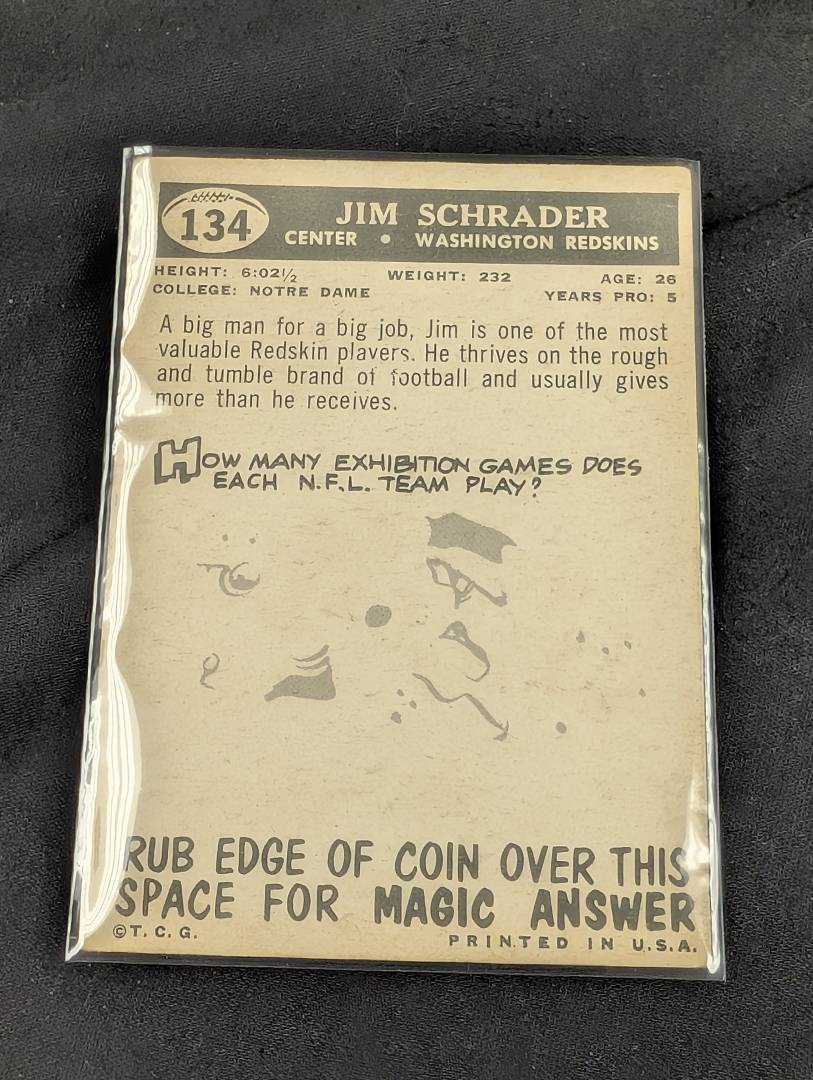 134
JIM SCHRADER
CENTER • WASHINGTON REDSKINS
HEIGHT: 6:02½ WEIGHT: 232 AGE: 26
COLLEGE: NOTRE DAME YEARS PRO: 5
A big man for a big job, Jim is one of the most
valuable Redskin players. He thrives on the rough
and tumble brand of football and usually gives
more than he receives.
HOW MANY EXHIBITION GAMES DOES
EACH N.F.L. TEAM PLAY?
RUB EDGE OF COIN OVER THIS
SPACE FOR MAGIC ANSWER
©T.C.G.
PRINTED IN U.S.A.